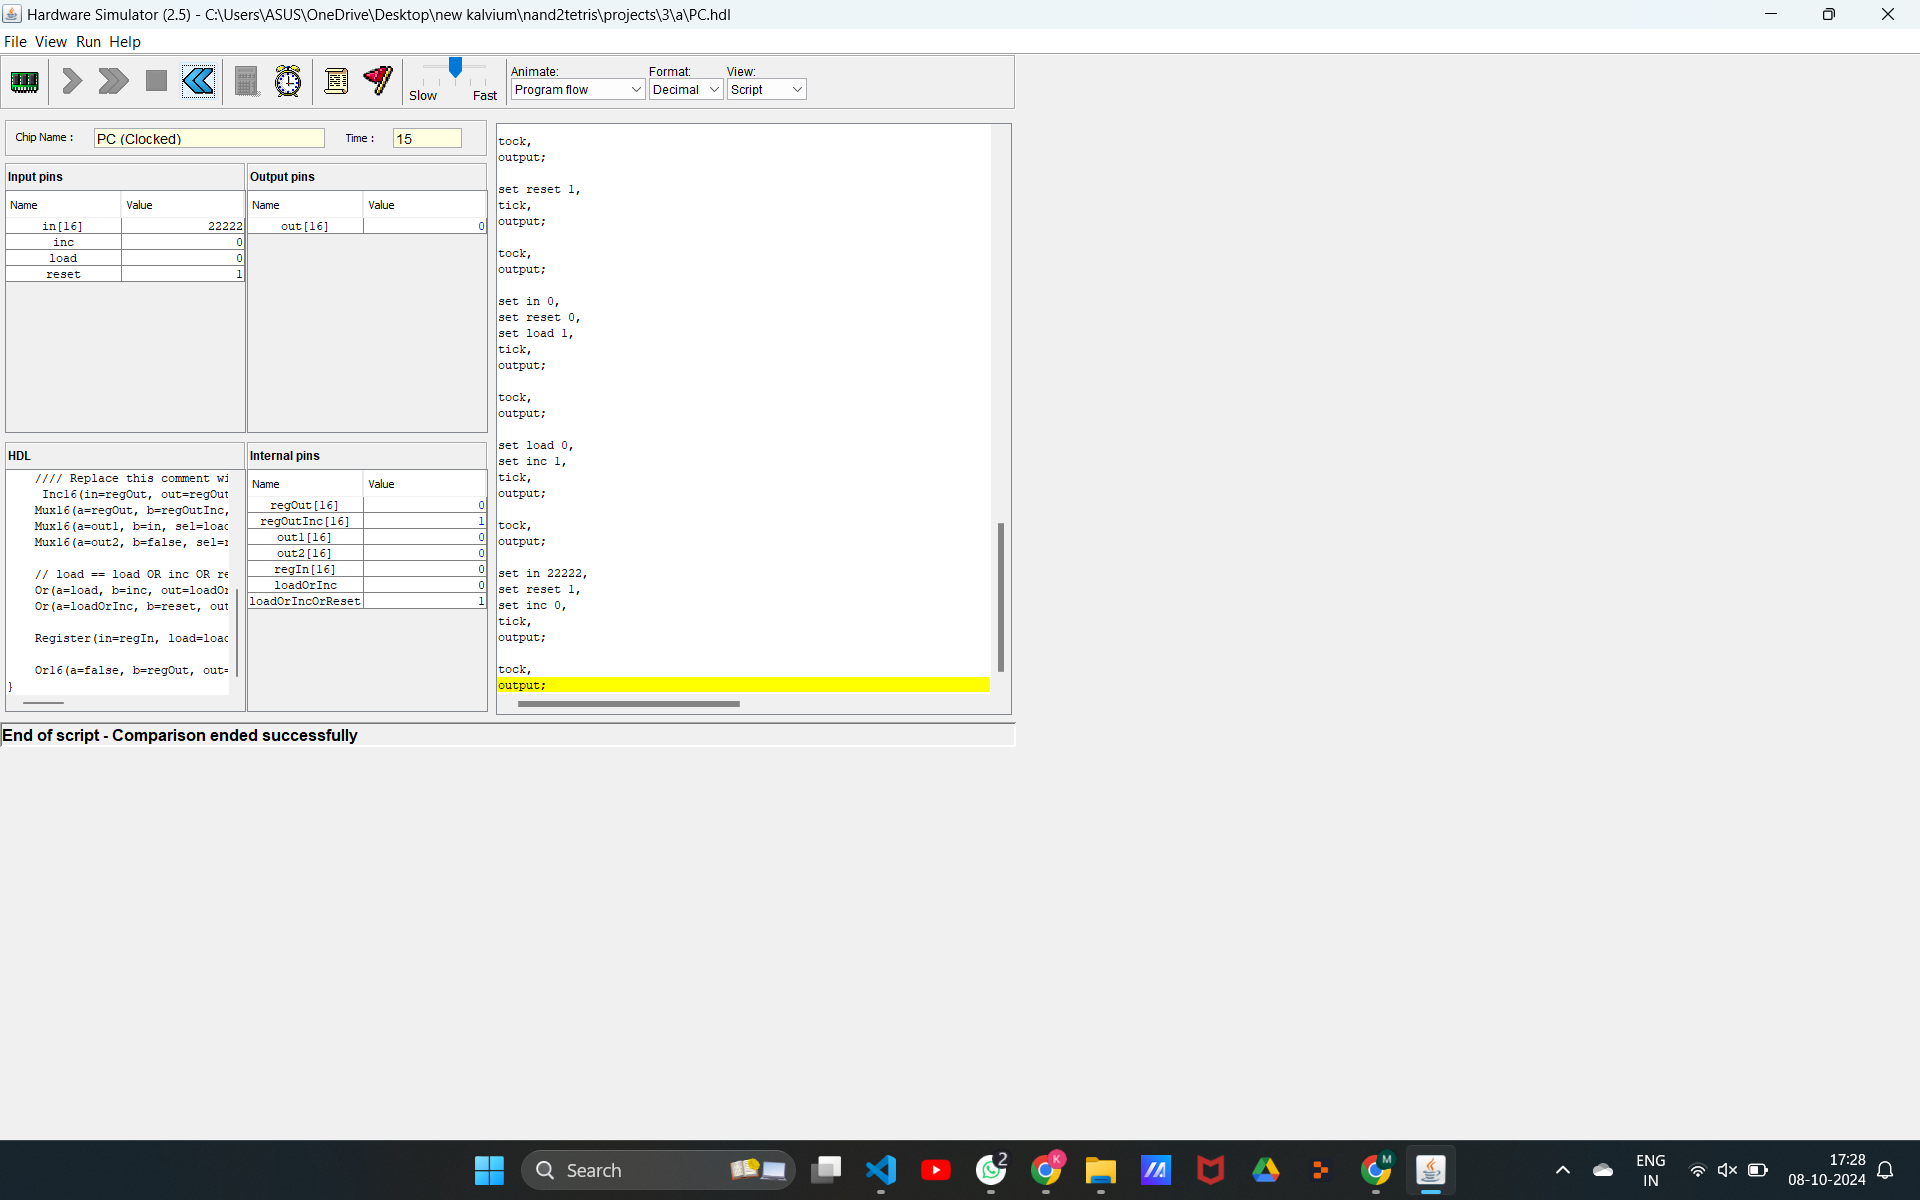 Hardware Simulator (2.5) - C:\Users\ASUS\OneDrive\Desktop\new kalvium\nand2tetris\projects\3\a\PC.hdl
File View Run Help
Slow Fast
Animate:
Program flow
Format:
Decimal
View:
Script
Chip Name :
PC (Clocked)
Time :
15
Input pins
Name Value
in[16] 22222
inc 0
load 0
reset 1
Output pins
Name Value
out[16] 0
HDL
//// Replace this comment wi
Inc16(in=regOut, out=regOut
Mux16(a=regOut, b=regOutInc,
Mux16(a=out1, b=in, sel=load
Mux16(a=out2, b=false, sel=r
// load == load OR inc OR re
Or(a=load, b=inc, out=loadOr
Or(a=loadOrInc, b=reset, out
Register(in=regIn, load=load
Or16(a=false, b=regOut, out=
}
Internal pins
Name Value
regOut[16] 0
regOutInc[16] 1
out1[16] 0
out2[16] 0
regIn[16] 0
loadOrInc 0
loadOrIncOrReset 1
tock,
output;
set reset 1,
tick,
output;
tock,
output;
set in 0,
set reset 0,
set load 1,
tick,
output;
tock,
output;
set load 0,
set inc 1,
tick,
output;
tock,
output;
set in 22222,
set reset 1,
set inc 0,
tick,
output;
tock,
output;
End of script - Comparison ended successfully
Search
2
K
M
ENG
IN
17:28
08-10-2024